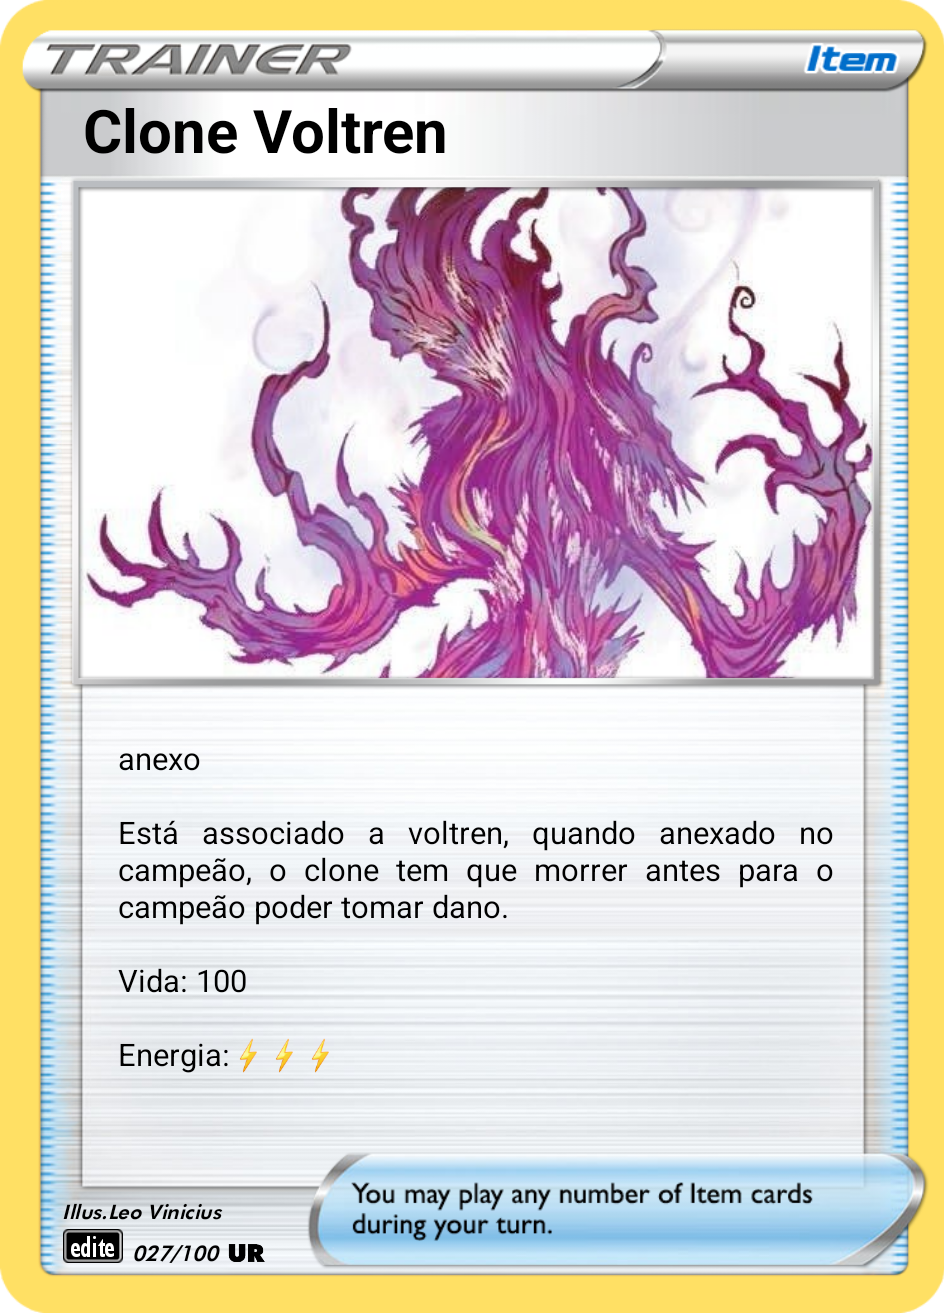 TRAINER
Item
Clone Voltren
anexo
Está associado a voltren, quando anexado no
campeão, o clone tem que morrer antes para o
campeão poder tomar dano.
Vida: 100
Energia: ⚡ ⚡ ⚡
You may play any number of Item cards
during your turn.
Illus.Leo Vinicius
edite 027/100 UR